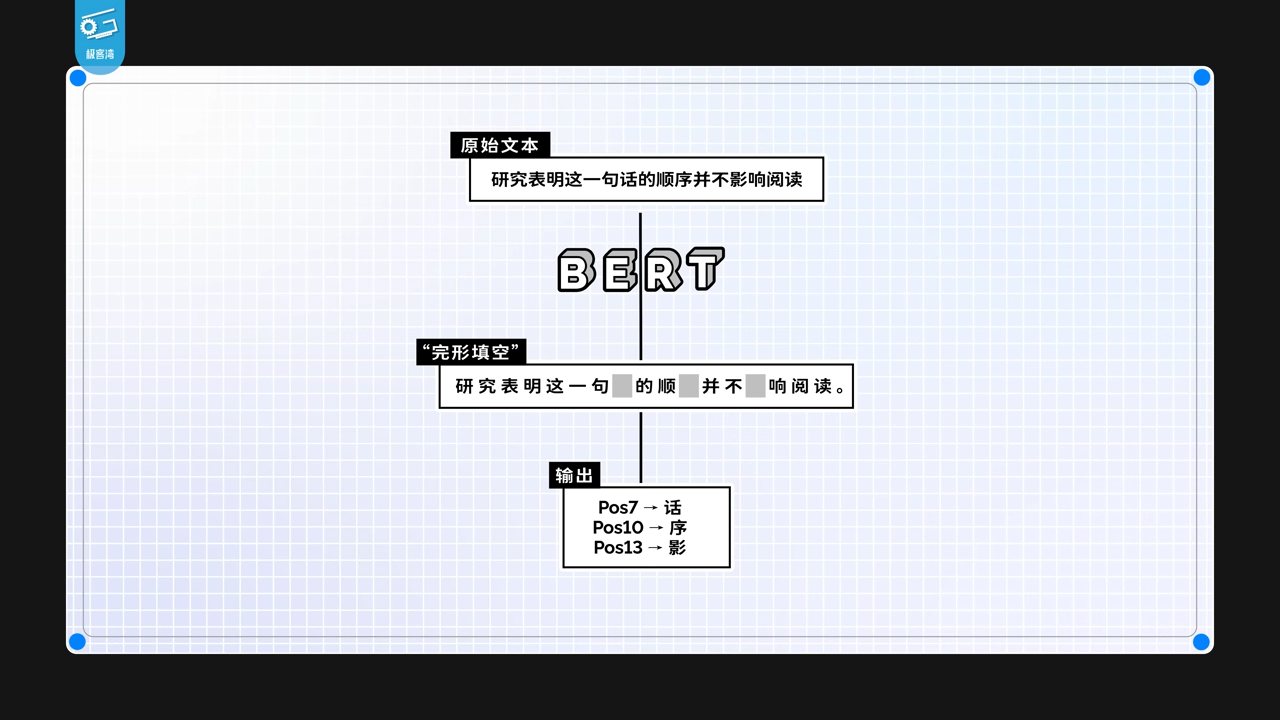 极客湾
原始文本
研究表明这一句话的顺序并不影响阅读
BERT
“完形填空”
研究表明这一句 的顺 并不 响阅读。
输出
Pos7 → 话
Pos10 → 序
Pos13 → 影